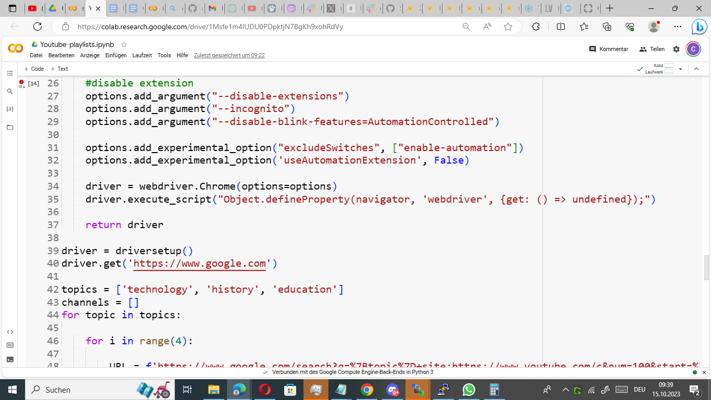 https://colab.research.google.com/drive/1Msfe1m4IUDU0PDpktjN7BgKh9xohRdVy
Youtube-playlists.ipynb
Datei Bearbeiten Anzeige Einfügen Laufzeit Tools Hilfe Zuletzt gespeichert um 09:22
Kommentar Teilen C
+ Code + Text
RAM
Laufwerk
[14] 26 #disable extension
27 options.add_argument("--disable-extensions")
28 options.add_argument("--incognito")
29 options.add_argument("--disable-blink-features=AutomationControlled")
30
31 options.add_experimental_option("excludeSwitches", ["enable-automation"])
32 options.add_experimental_option('useAutomationExtension', False)
33
34 driver = webdriver.Chrome(options=options)
35 driver.execute_script("Object.defineProperty(navigator, 'webdriver', {get: () => undefined});")
36
37 return driver
38
39 driver = driversetup()
40 driver.get('https://www.google.com')
41
42 topics = ['technology', 'history', 'education']
43 channels = []
44 for topic in topics:
45
46 for i in range(4):
47
48 URL = f'https://www.google.com/search?q=%7Btopic%7D+site:https://www.youtube.com/c&num=100&start=%
Verbinden mit des Google Compute Engine-Back-Ends in Python 3
Suchen
DEU
09:39
15.10.2023
2